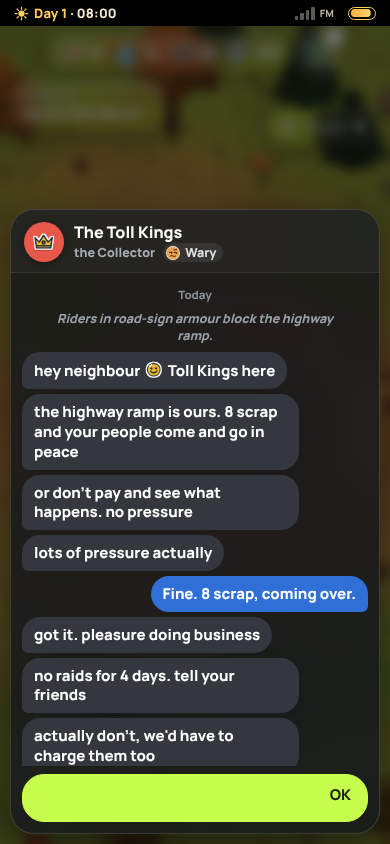 Day 1 · 08:00
FM
The Toll Kings
the Collector Wary
Today
Riders in road-sign armour block the highway
ramp.
hey neighbour 😊 Toll Kings here
the highway ramp is ours. 8 scrap
and your people come and go in
peace
or don't pay and see what
happens. no pressure
lots of pressure actually
Fine. 8 scrap, coming over.
got it. pleasure doing business
no raids for 4 days. tell your
friends
actually don't, we'd have to
charge them too
OK